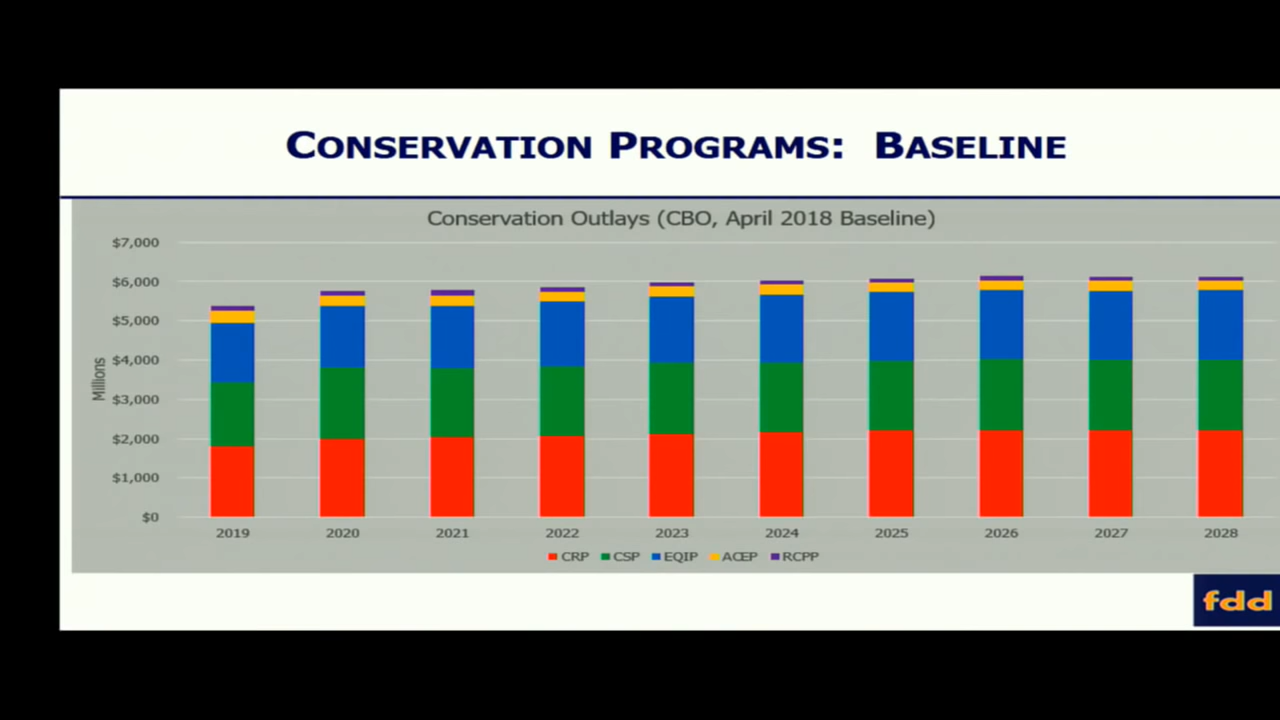 CONSERVATION PROGRAMS: BASELINE
Conservation Outlays (CBO, April 2018 Baseline)
$7,000
$6,000
$5,000
$4,000
$3,000
$2,000
$1,000
$0
Millions
2019 2020 2021 2022 2023 2024 2025 2026 2027 2028
CRP CSP EQIP ACEP RCPP
fdd